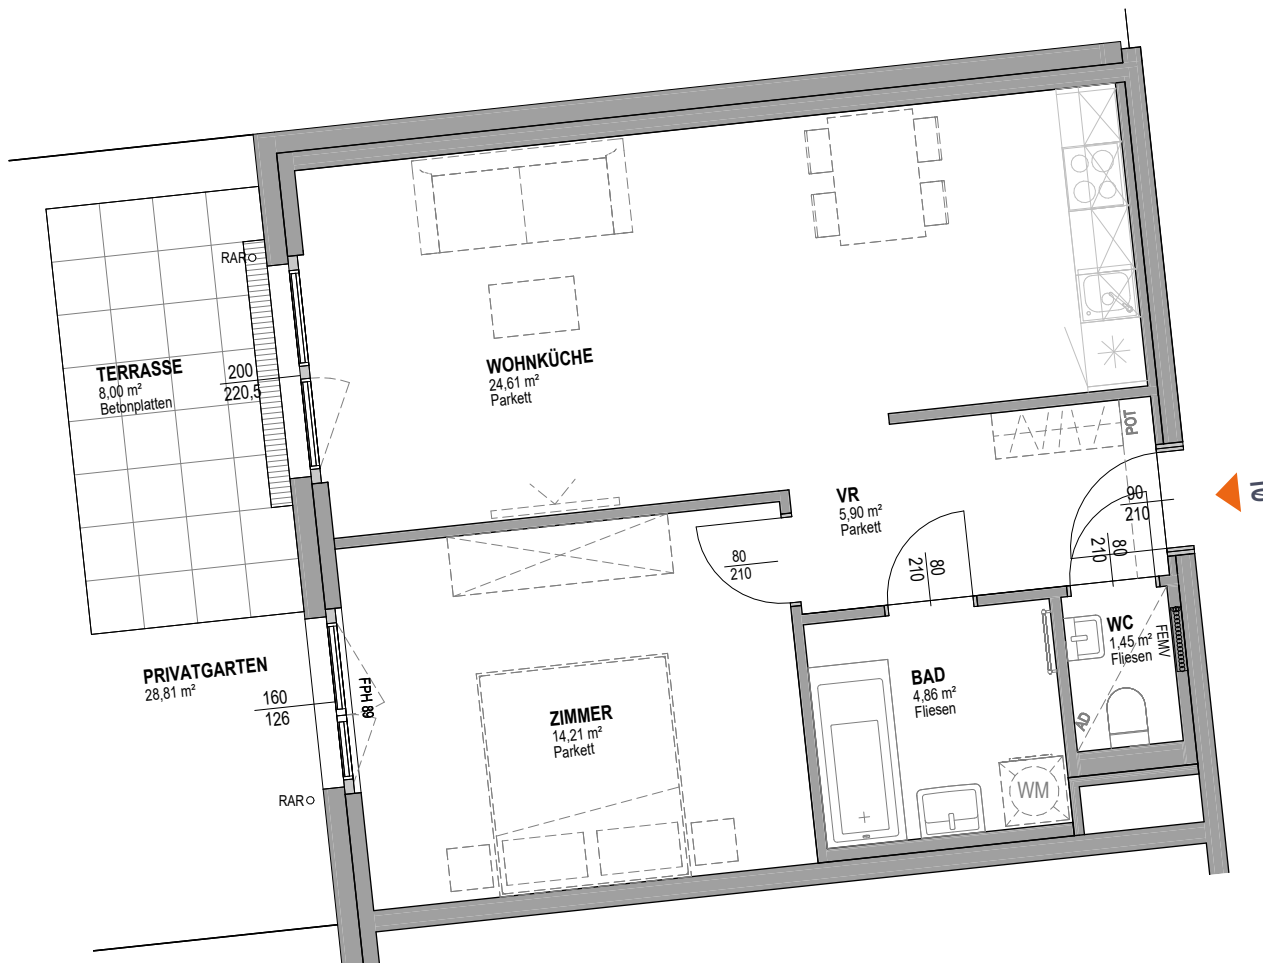 RAR
TERRASSE
8,00 m²
Betonplatten
200
220,5
WOHNKÜCHE
24,61 m²
Parkett
POT
VR
5,90 m²
Parkett
90
210
80
210
80
210
80
210
WC
1,45 m²
Fliesen
FEMV
AD
PRIVATGARTEN
28,81 m²
160
126
FPH 89
ZIMMER
14,21 m²
Parkett
BAD
4,86 m²
Fliesen
WM
RAR